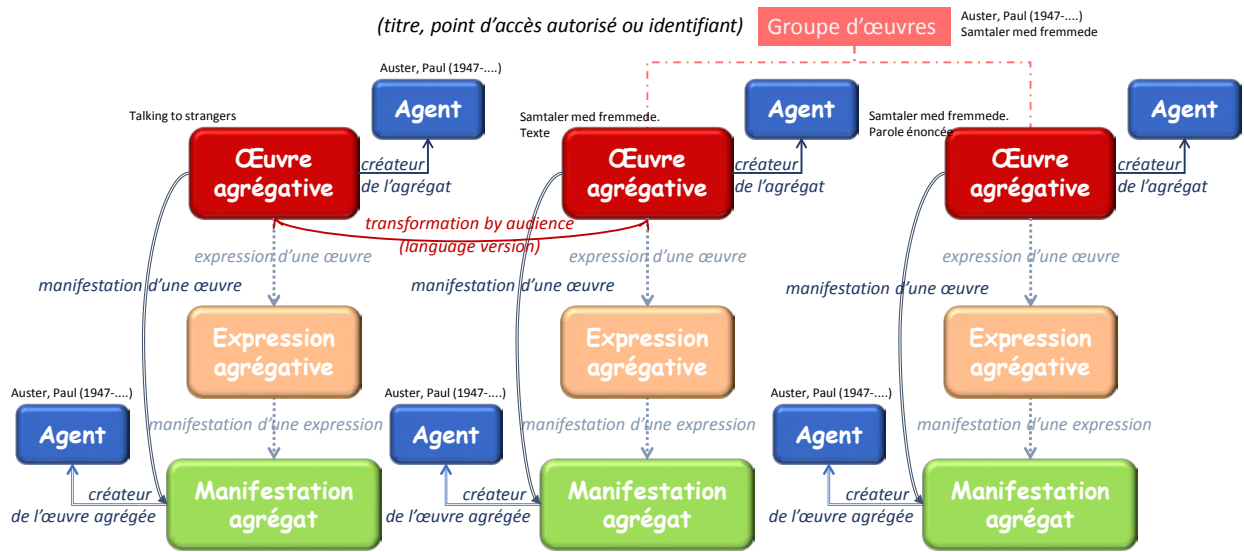 (titre, point d’accès autorisé ou identifiant)
Groupe d’œuvres
Auster, Paul (1947-....)
Samtaler med fremmede
Auster, Paul (1947-....)
Agent
Agent
Agent
Talking to strangers
Samtaler med fremmede.
Texte
Samtaler med fremmede.
Parole énoncée
Œuvre
agrégative
créateur
de l’agrégat
Œuvre
agrégative
créateur
de l’agrégat
Œuvre
agrégative
créateur
de l’agrégat
transformation by audience
(language version)
expression d’une œuvre
expression d’une œuvre
expression d’une œuvre
manifestation d’une œuvre
manifestation d’une œuvre
manifestation d’une œuvre
Expression
agrégative
Expression
agrégative
Expression
agrégative
Auster, Paul (1947-....)
Agent
Auster, Paul (1947-....)
Agent
Auster, Paul (1947-....)
Agent
manifestation d’une expression
manifestation d’une expression
manifestation d’une expression
créateur
de l’œuvre agrégée
Manifestation
agrégat
créateur
de l’œuvre agrégée
Manifestation
agrégat
créateur
de l’œuvre agrégée
Manifestation
agrégat